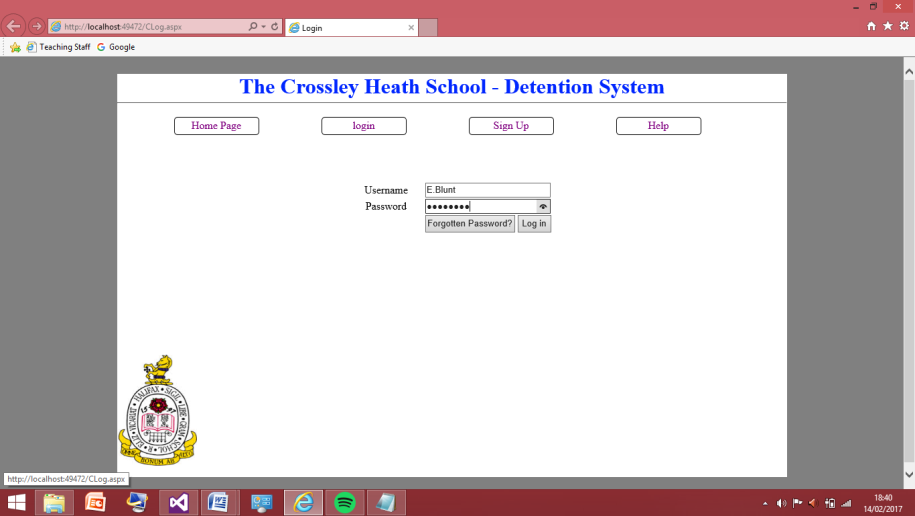 http://localhost:49472/CLog.aspx
Login
Teaching Staff Google
The Crossley Heath School - Detention System
Home Page login Sign Up Help
Username E.Blunt
Password ••••••••
Forgotten Password? Log in
http://localhost:49472/CLog.aspx
18:40
14/02/2017